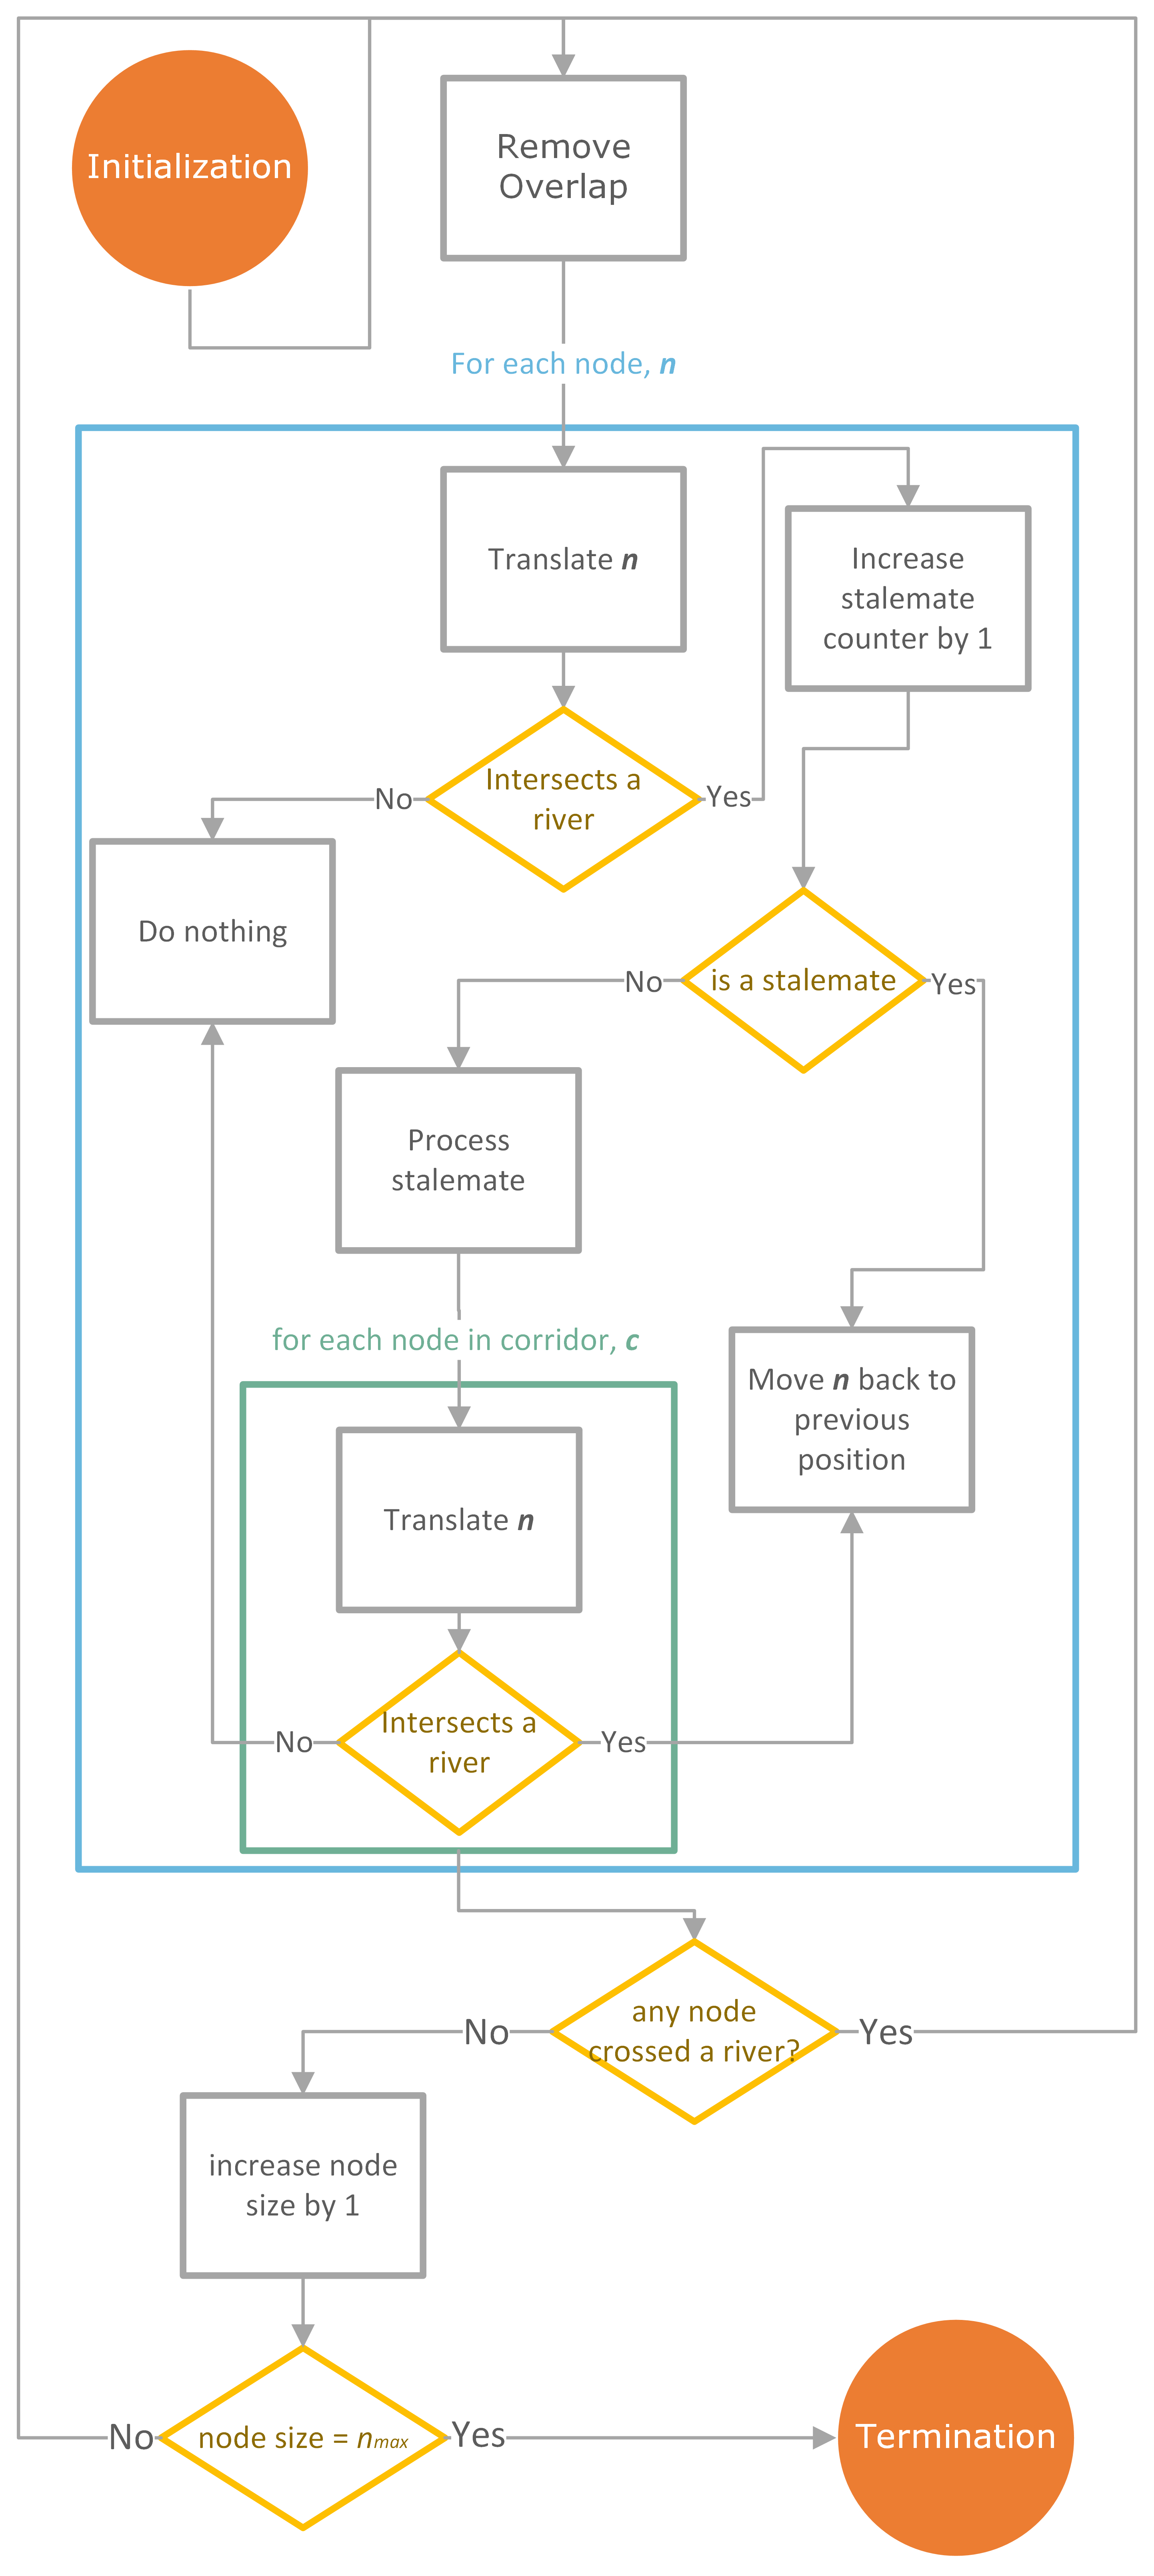 Initialization
Remove
Overlap
For each node, n
Translate n
Increase
stalemate
counter by 1
Intersects a
river
No
Yes
Do nothing
is a stalemate
No
Yes
Process
stalemate
for each node in corridor, c
Move n back to
previous
position
Translate n
Intersects a
river
No
Yes
any node
crossed a river?
No
Yes
increase node
size by 1
No
node size = nmax
Yes
Termination